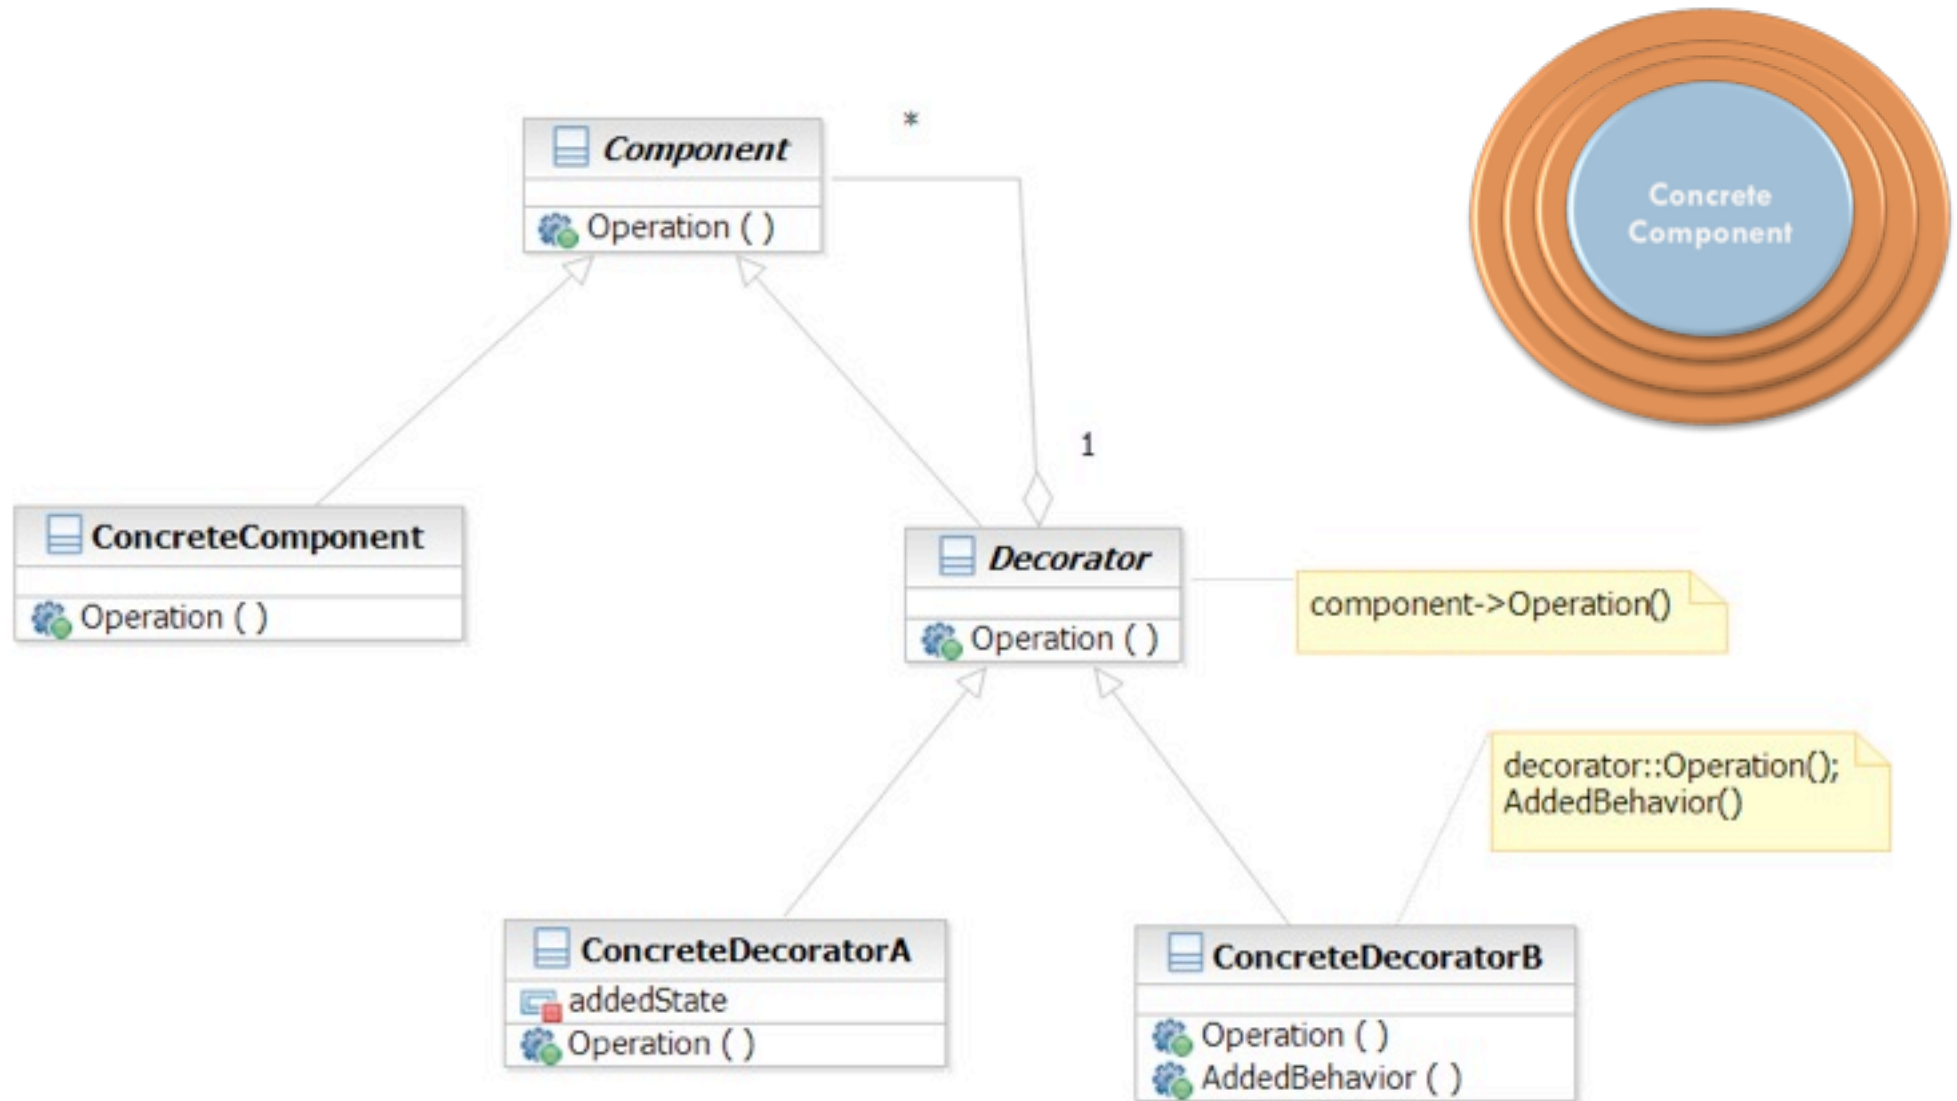 Component
Operation ( )
*
1
Concrete
Component
ConcreteComponent
Operation ( )
Decorator
Operation ( )
component->Operation()
decorator::Operation();
AddedBehavior()
ConcreteDecoratorA
addedState
Operation ( )
ConcreteDecoratorB
Operation ( )
AddedBehavior ( )